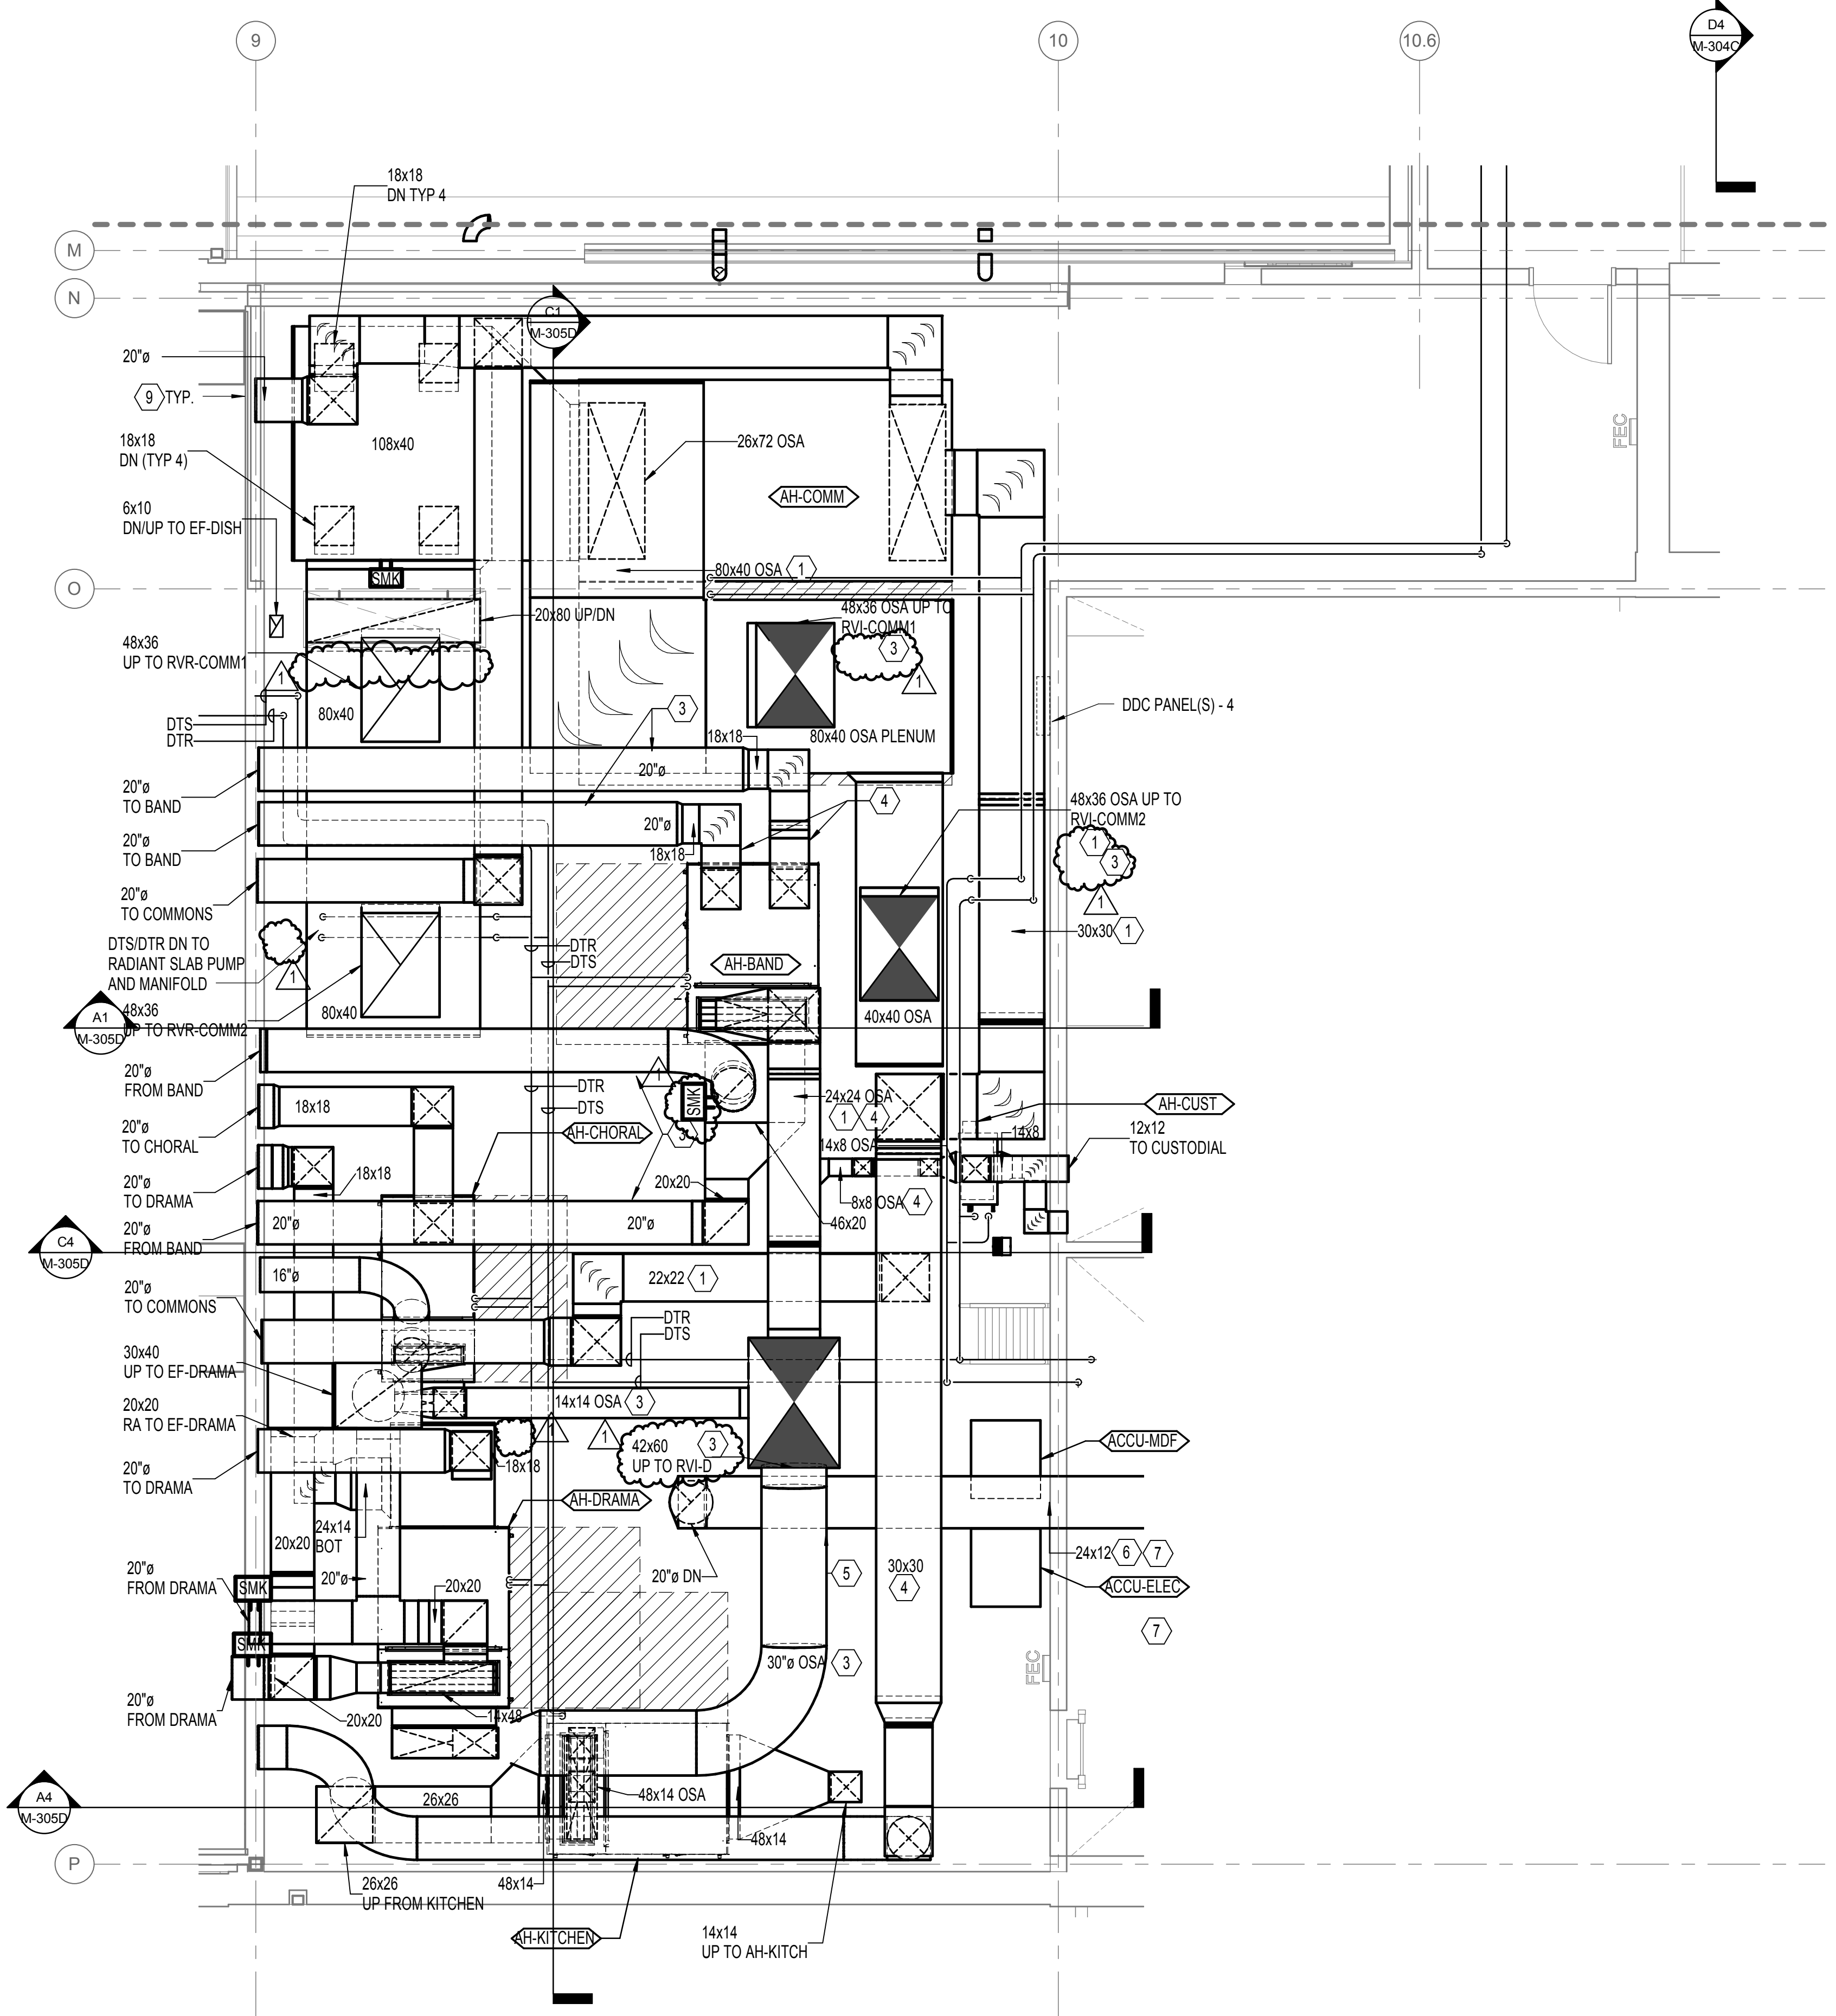 9
10
10.6
D4
M-304C
18x18
DN TYP 4
M
N
C1
M-305D
20"ø
9 TYP.
108x40
18x18
DN (TYP 4)
26x72 OSA
AH-COMM
FEC
6x10
DN/UP TO EF-DISH
SMK
80x40 OSA 1
O
20x80 UP/DN
48x36 OSA UP TO
RVI-COMM1
3
1
48x36
UP TO RVR-COMM1
1
80x40
3
DDC PANEL(S) - 4
DTS
DTR
18x18
80x40 OSA PLENUM
20"ø
20"ø
TO BAND
4
48x36 OSA UP TO
RVI-COMM2
1
3
1
20"ø
TO BAND
20"ø
18x18
20"ø
TO COMMONS
30x30 1
DTS/DTR DN TO
RADIANT SLAB PUMP
AND MANIFOLD
1
DTR
DTS
AH-BAND
A1
M-305D
48x36
UP TO RVR-COMM2
80x40
40x40 OSA
20"ø
FROM BAND
1
DTR
DTS
SMK
24x24 OSA
1
4
AH-CUST
18x18
20"ø
TO CHORAL
AH-CHORAL
3
14x8 OSA
14x8
12x12
TO CUSTODIAL
20"ø
TO DRAMA
18x18
20x20
8x8 OSA 4
46x20
20"ø
FROM BAND
20"ø
20"ø
C4
M-305D
16"ø
22x22 1
20"ø
TO COMMONS
DTR
DTS
30x40
UP TO EF-DRAMA
14x14 OSA 3
20x20
RA TO EF-DRAMA
1
1
42x60
UP TO RVI-D
3
ACCU-MDF
20"ø
TO DRAMA
18x18
AH-DRAMA
24x14
BOT
20x20
24x12 6 7
20"ø
FROM DRAMA
SMK
20"ø
20x20
20"ø DN
5
30x30
4
ACCU-ELEC
7
SMK
30"ø OSA 3
FEC
20"ø
FROM DRAMA
20x20
14x48
A4
M-305D
26x26
48x14 OSA
48x14
P
26x26
UP FROM KITCHEN
48x14
AH-KITCHEN
14x14
UP TO AH-KITCH